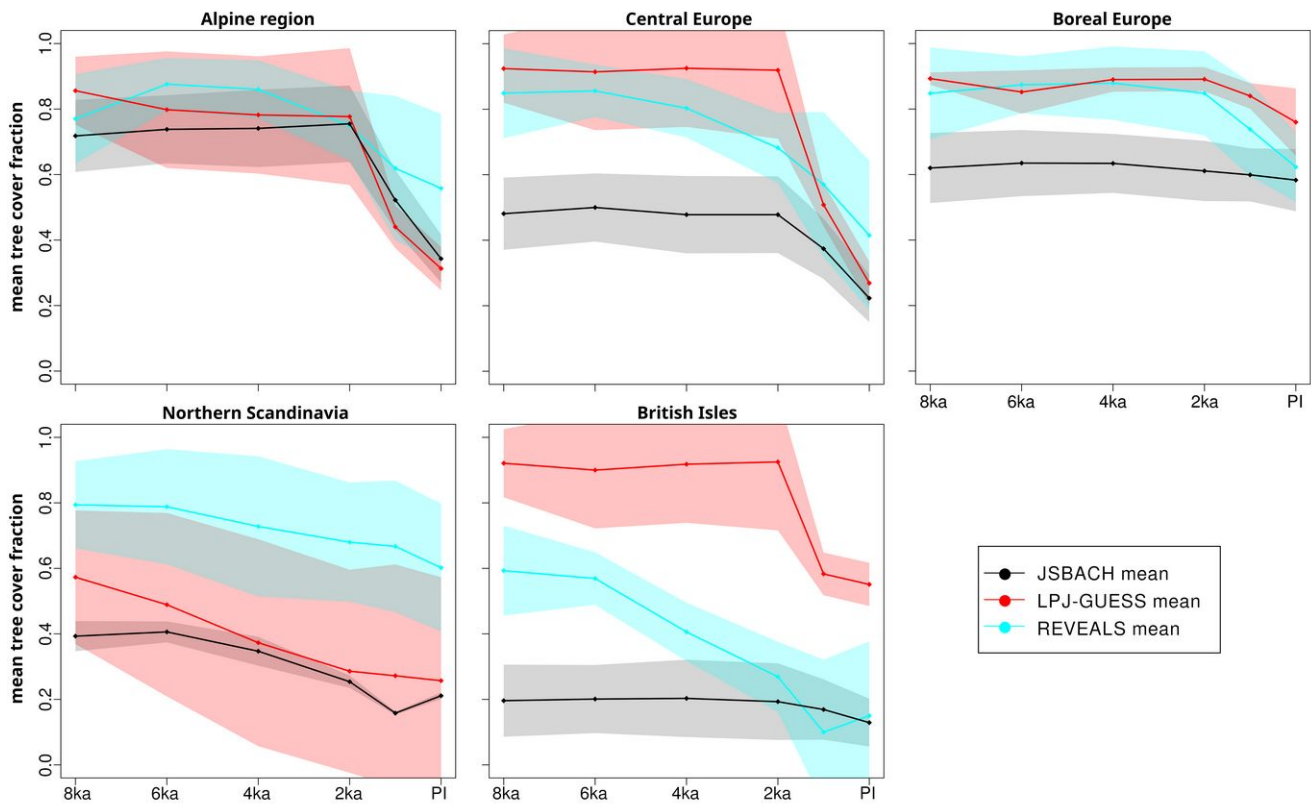 Alpine region
Central Europe
Boreal Europe
mean tree cover fraction
1.0
0.8
0.6
0.4
0.2
0.0
8ka 6ka 4ka 2ka PI
Northern Scandinavia
British Isles
mean tree cover fraction
1.0
0.8
0.6
0.4
0.2
0.0
8ka 6ka 4ka 2ka PI
8ka 6ka 4ka 2ka PI
JSBACH mean
LPJ-GUESS mean
REVEALS mean